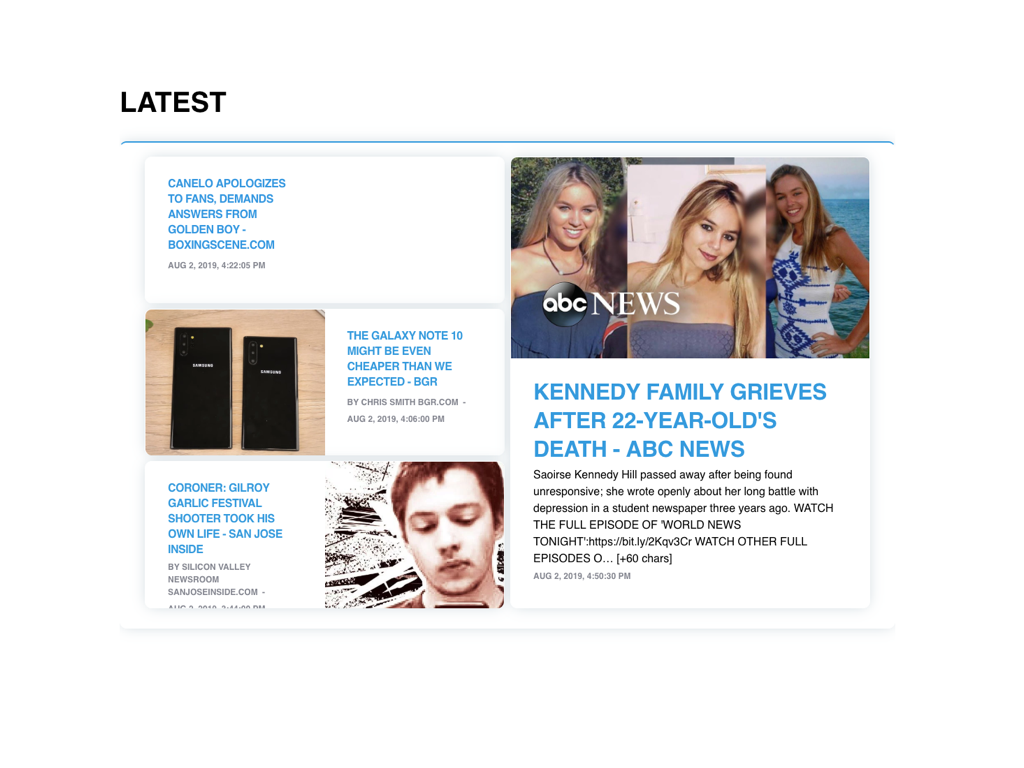 LATEST
CANELO APOLOGIZES
TO FANS, DEMANDS
ANSWERS FROM
GOLDEN BOY -
BOXINGSCENE.COM
AUG 2, 2019, 4:22:05 PM
SAMSUNG
SAMSUNG
THE GALAXY NOTE 10
MIGHT BE EVEN
CHEAPER THAN WE
EXPECTED - BGR
BY CHRIS SMITH BGR.COM -
AUG 2, 2019, 4:06:00 PM
CORONER: GILROY
GARLIC FESTIVAL
SHOOTER TOOK HIS
OWN LIFE - SAN JOSE
INSIDE
BY SILICON VALLEY
NEWSROOM
SANJOSEINSIDE.COM -
abc NEWS
KENNEDY FAMILY GRIEVES
AFTER 22-YEAR-OLD'S
DEATH - ABC NEWS
Saoirse Kennedy Hill passed away after being found
unresponsive; she wrote openly about her long battle with
depression in a student newspaper three years ago. WATCH
THE FULL EPISODE OF 'WORLD NEWS
TONIGHT':https://bit.ly/2Kqv3Cr WATCH OTHER FULL
EPISODES O… [+60 chars]
AUG 2, 2019, 4:50:30 PM